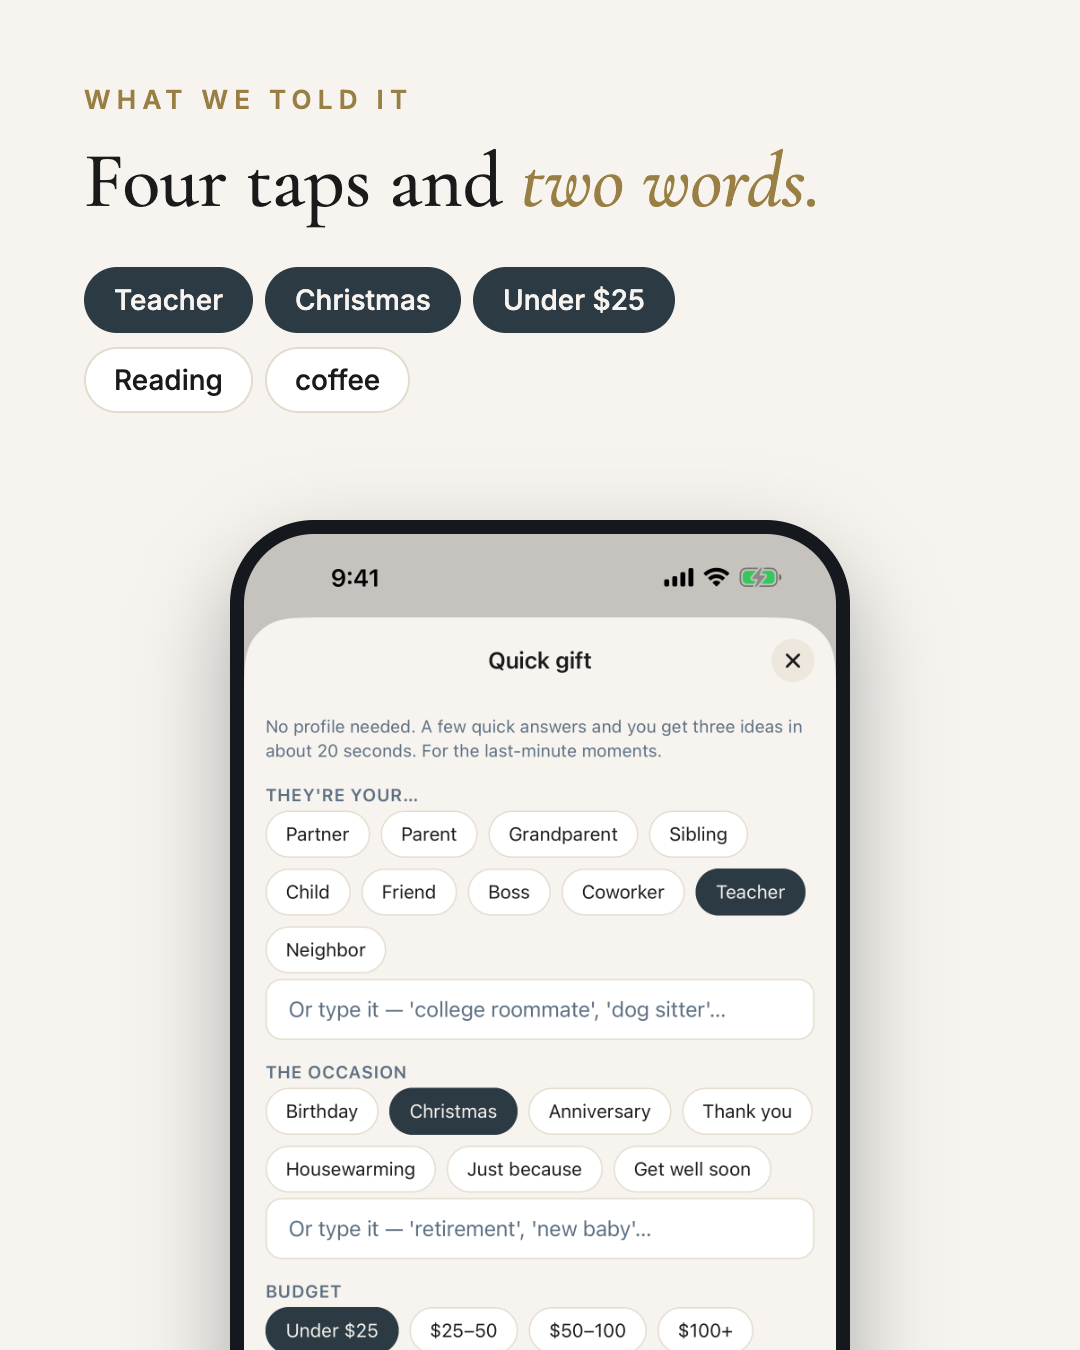 WHAT WE TOLD IT
Four taps and two words.
Teacher Christmas Under $25
Reading coffee
9:41
Quick gift
No profile needed. A few quick answers and you get three ideas in
about 20 seconds. For the last-minute moments.
THEY'RE YOUR...
Partner Parent Grandparent Sibling
Child Friend Boss Coworker Teacher
Neighbor
Or type it — 'college roommate', 'dog sitter'...
THE OCCASION
Birthday Christmas Anniversary Thank you
Housewarming Just because Get well soon
Or type it — 'retirement', 'new baby'...
BUDGET
Under $25 $25–50 $50–100 $100+